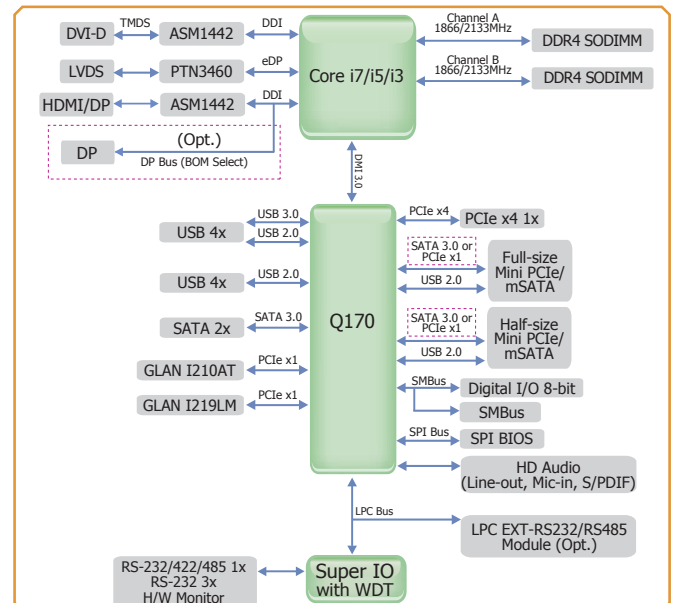 DVI-D
TMDS
ASM1442
DDI
LVDS
PTN3460
eDP
HDMI/DP
ASM1442
DDI
(Opt.)
DP
DP Bus (BOM Select)
Core i7/i5/i3
Channel A
1866/2133MHz
DDR4 SODIMM
Channel B
1866/2133MHz
DDR4 SODIMM
DMI 3.0
Q170
USB 4x
USB 3.0
USB 2.0
USB 4x
USB 2.0
SATA 2x
SATA 3.0
GLAN I210AT
PCIe x1
GLAN I219LM
PCIe x1
PCIe x4
PCIe x4 1x
SATA 3.0 or
PCIe x1
USB 2.0
Full-size
Mini PCIe/
mSATA
SATA 3.0 or
PCIe x1
USB 2.0
Half-size
Mini PCIe/
mSATA
SMBus
Digital I/O 8-bit
SMBus
SPI Bus
SPI BIOS
HD Audio
(Line-out, Mic-in, S/PDIF)
LPC Bus
LPC EXT-RS232/RS485
Module (Opt.)
RS-232/422/485 1x
RS-232 3x
H/W Monitor
Super IO
with WDT